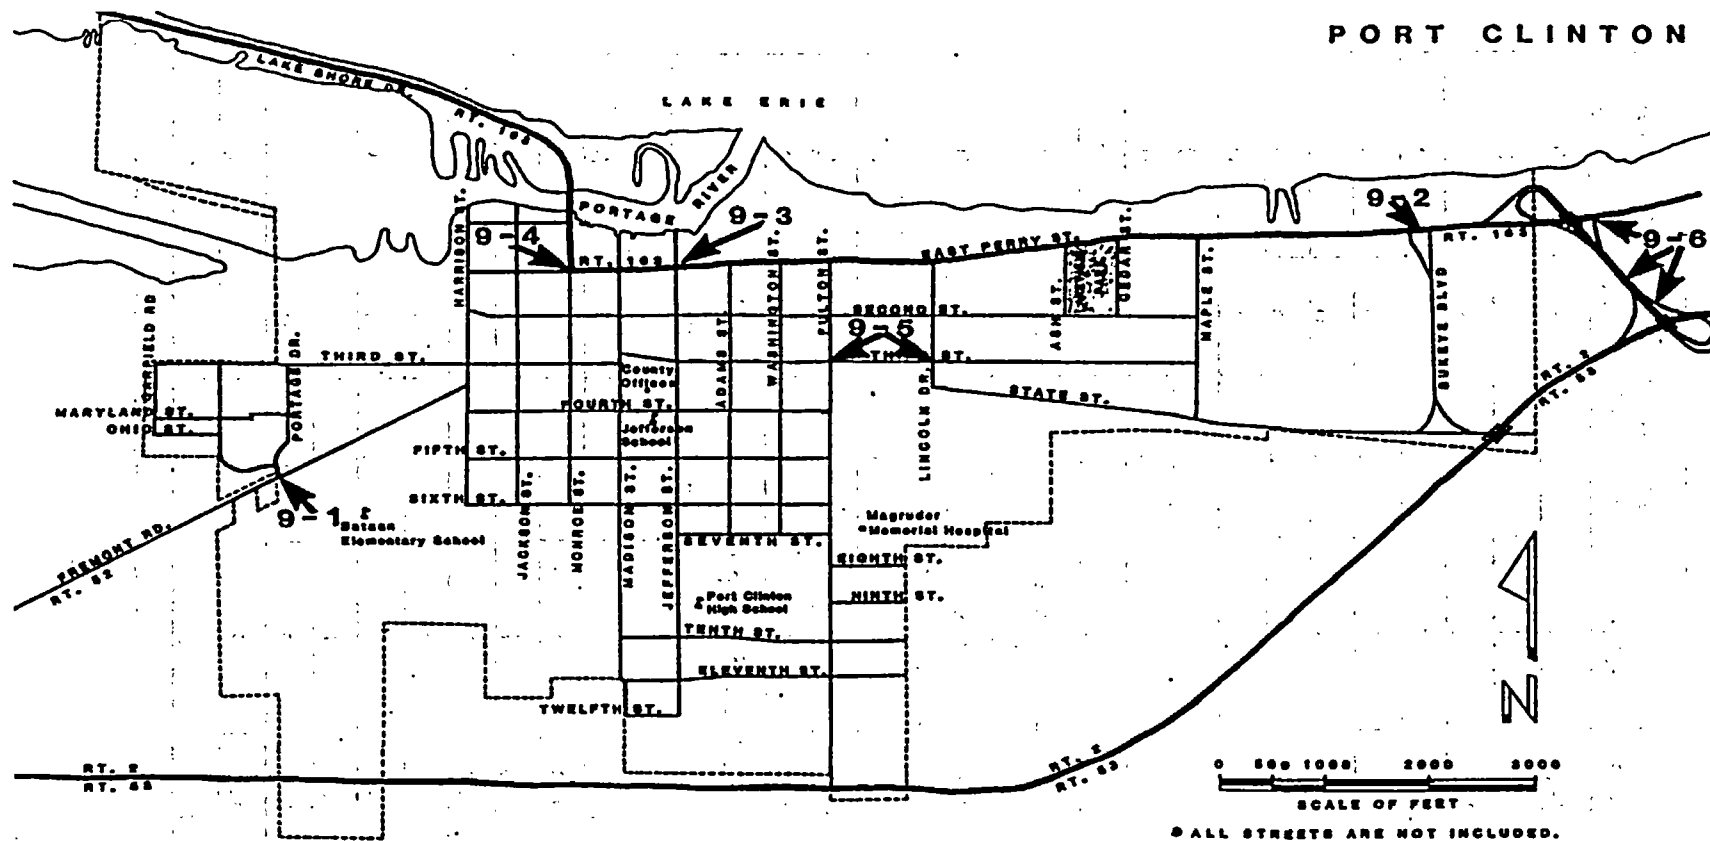 PORT CLINTON
LAKE SHORE DR.
RT. 163
LAKE ERIE
PORTAGE RIVER
HARRISON ST.
9-4
9-3
9-2
RT. 163
EAST PERRY ST.
RT. 163
9-6
WASHINGTON ST.
FULTON ST.
CEDAR ST.
MAPLE ST.
ASH ST.
BUKEYE BLVD
GARFIELD RD
PORTAGE DR.
SECOND ST.
9-5
THIRD ST.
ST.
ADAMS ST.
LINCOLN DR.
STATE ST.
RT. 2
RT. 53
County
Offices
FOURTH ST.
Jefferson
School
MARYLAND ST.
OHIO ST.
FIFTH ST.
SIXTH ST.
9-1
Bataan
Elementary School
FREMONT RD.
JACKSON ST.
MONROE ST.
MADISON ST.
JEFFERSON ST.
Magruder
Memorial Hospital
SEVENTH ST.
EIGHTH ST.
Port Clinton
High School
NINTH ST.
TENTH ST.
ELEVENTH ST.
TWELFTH ST.
N
RT. 2
RT. 53
RT. 2
RT. 53
0 500 1000 2000 3000
SCALE OF FEET
ALL STREETS ARE NOT INCLUDED.